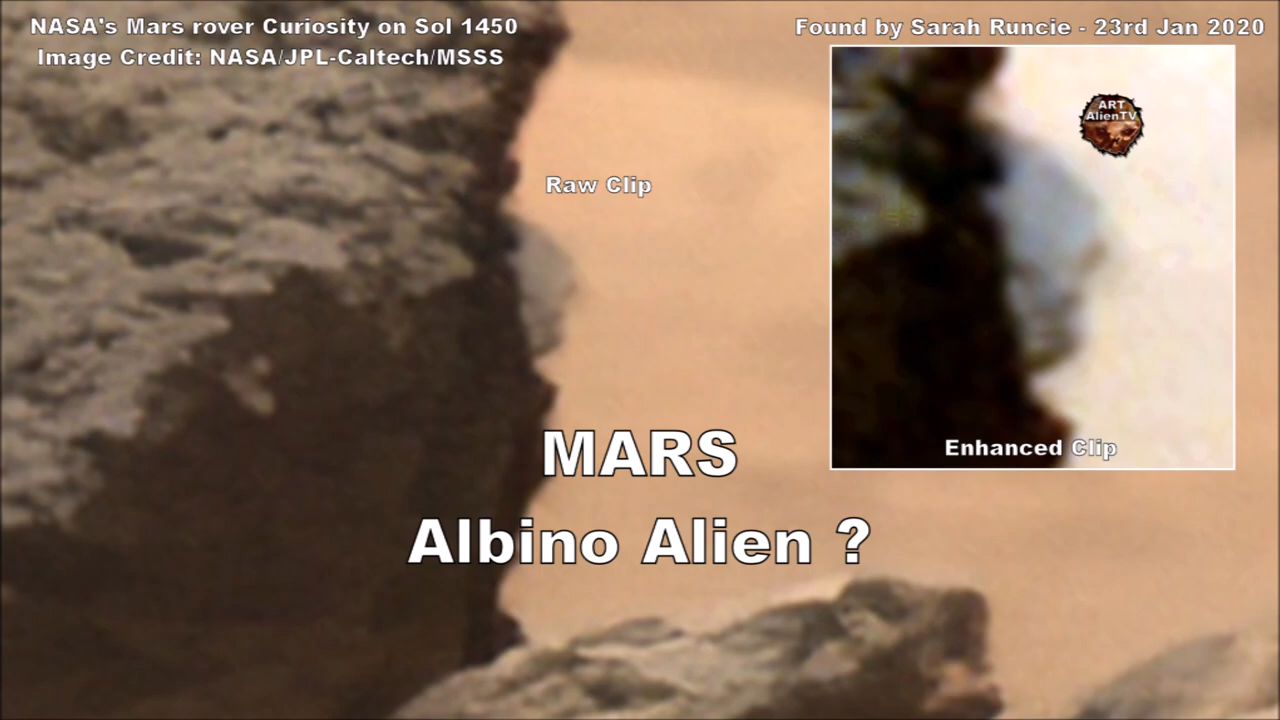 NASA's Mars rover Curiosity on Sol 1450
Image Credit: NASA/JPL-Caltech/MSSS
Found by Sarah Runcie - 23rd Jan 2020
ART
AlienTV
Raw Clip
Enhanced Clip
MARS
Albino Alien ?